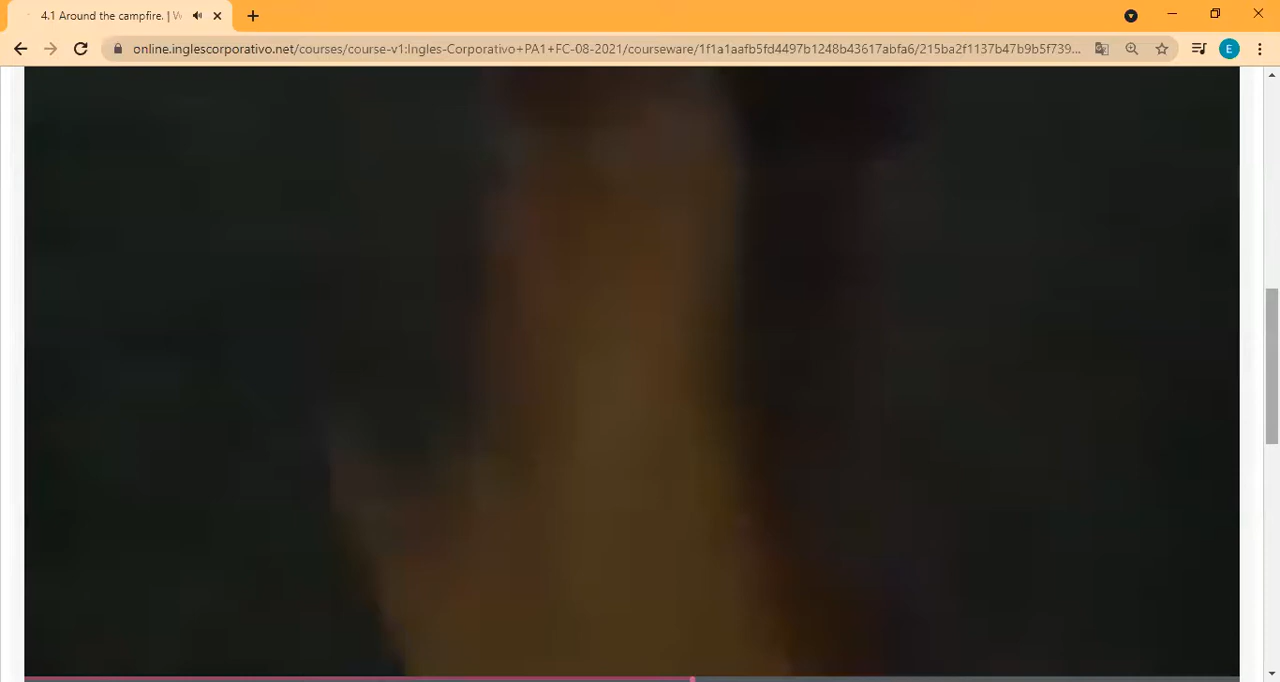 4.1 Around the campfire. | W
online.inglescorporativo.net/courses/course-v1:Ingles-Corporativo+PA1+FC-08-2021/courseware/1f1a1aafb5fd4497b1248b43617abfa6/215ba2f1137b47b9b5f739...
E